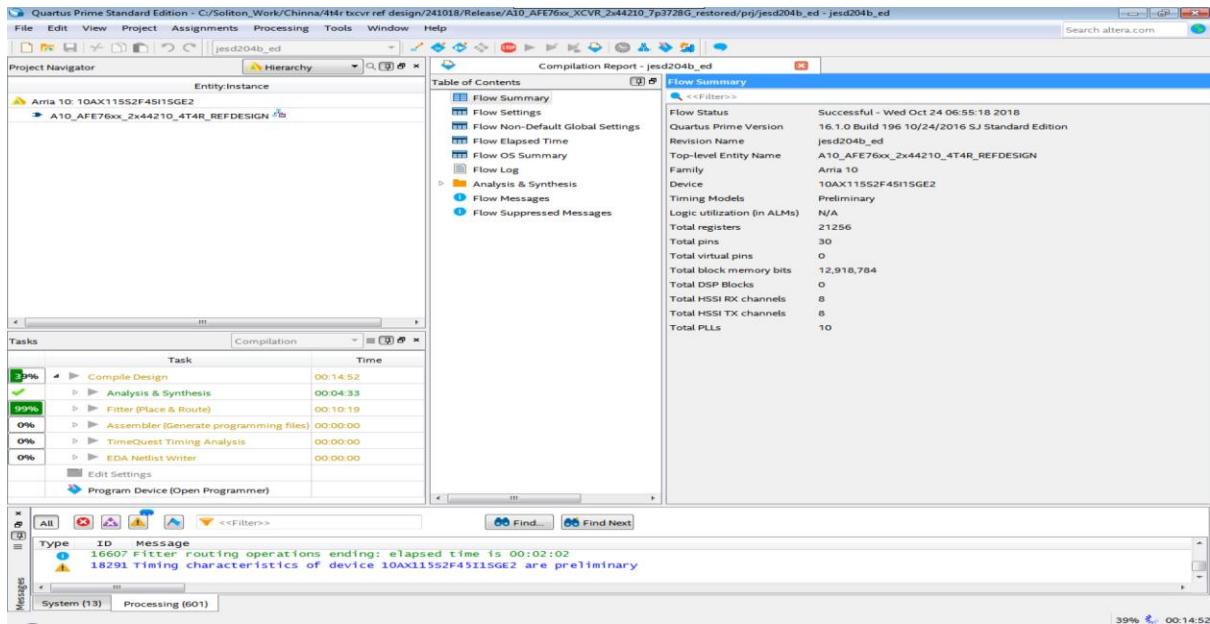 Quartus Prime Standard Edition - C:/Soliton_Work/Chinna/4t4r txcvr ref design/241018/Release/A10_AFE76xx_XCVR_2x44210_7p3728G_restored/prj/jesd204b_ed - jesd204b_ed
File Edit View Project Assignments Processing Tools Window Help
Search altera.com
jesd204b_ed
Project Navigator
Hierarchy
Entity:Instance
Arria 10: 10AX115S2F45I1SGE2
A10_AFE76xx_2x44210_4T4R_REFDESIGN
Tasks
Compilation
Task Time
39% Compile Design 00:14:52
Analysis & Synthesis 00:04:33
99% Fitter (Place & Route) 00:10:19
0% Assembler (Generate programming files) 00:00:00
0% TimeQuest Timing Analysis 00:00:00
0% EDA Netlist Writer 00:00:00
Edit Settings
Program Device (Open Programmer)
Compilation Report - jesd204b_ed
Table of Contents
Flow Summary
Flow Settings
Flow Non-Default Global Settings
Flow Elapsed Time
Flow OS Summary
Flow Log
Analysis & Synthesis
Flow Messages
Flow Suppressed Messages
Flow Summary
<<Filter>>
Flow Status Successful - Wed Oct 24 06:55:18 2018
Quartus Prime Version 16.1.0 Build 196 10/24/2016 SJ Standard Edition
Revision Name jesd204b_ed
Top-level Entity Name A10_AFE76xx_2x44210_4T4R_REFDESIGN
Family Arria 10
Device 10AX115S2F45I1SGE2
Timing Models Preliminary
Logic utilization (in ALMs) N/A
Total registers 21256
Total pins 30
Total virtual pins 0
Total block memory bits 12,918,784
Total DSP Blocks 0
Total HSSI RX channels 8
Total HSSI TX channels 8
Total PLLs 10
All
<<Filter>>
Find... Find Next
Type ID Message
16607 Fitter routing operations ending: elapsed time is 00:02:02
18291 Timing characteristics of device 10AX115S2F45I1SGE2 are preliminary
Messages
System (13) Processing (601)
39% 00:14:52